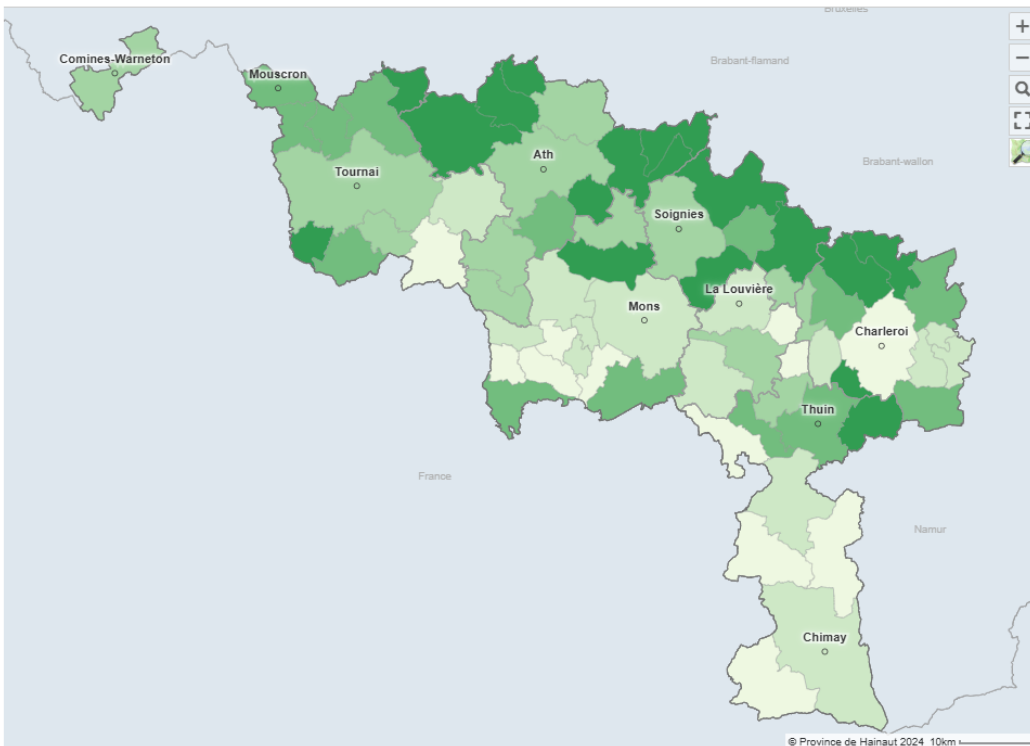 Bruxelles
Comines-Warneton
Brabant-flamand
Mouscron
Ath
Brabant-wallon
Tournai
Soignies
La Louvière
Mons
Charleroi
Thuin
France
Namur
Chimay
© Province de Hainaut 2024 10km